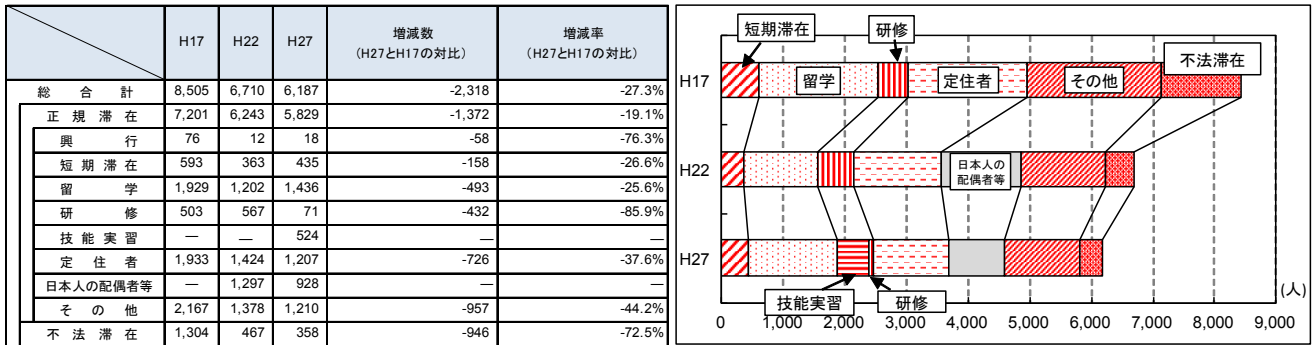 H17 H22 H27 増減数（H27とH17の対比） 増減率（H27とH17の対比）
総合計 8,505 6,710 6,187 -2,318 -27.3%
正規滞在 7,201 6,243 5,829 -1,372 -19.1%
興行 76 12 18 -58 -76.3%
短期滞在 593 363 435 -158 -26.6%
留学 1,929 1,202 1,436 -493 -25.6%
研修 503 567 71 -432 -85.9%
技能実習 ― ― 524 ― ―
定住者 1,933 1,424 1,207 -726 -37.6%
日本人の配偶者等 ― 1,297 928 ― ―
その他 2,167 1,378 1,210 -957 -44.2%
不法滞在 1,304 467 358 -946 -72.5%
短期滞在 研修
不法滞在
H17 留学 定住者 その他
H22 日本人の
配偶者等
H27
技能実習 研修
(人)
0 1,000 2,000 3,000 4,000 5,000 6,000 7,000 8,000 9,000